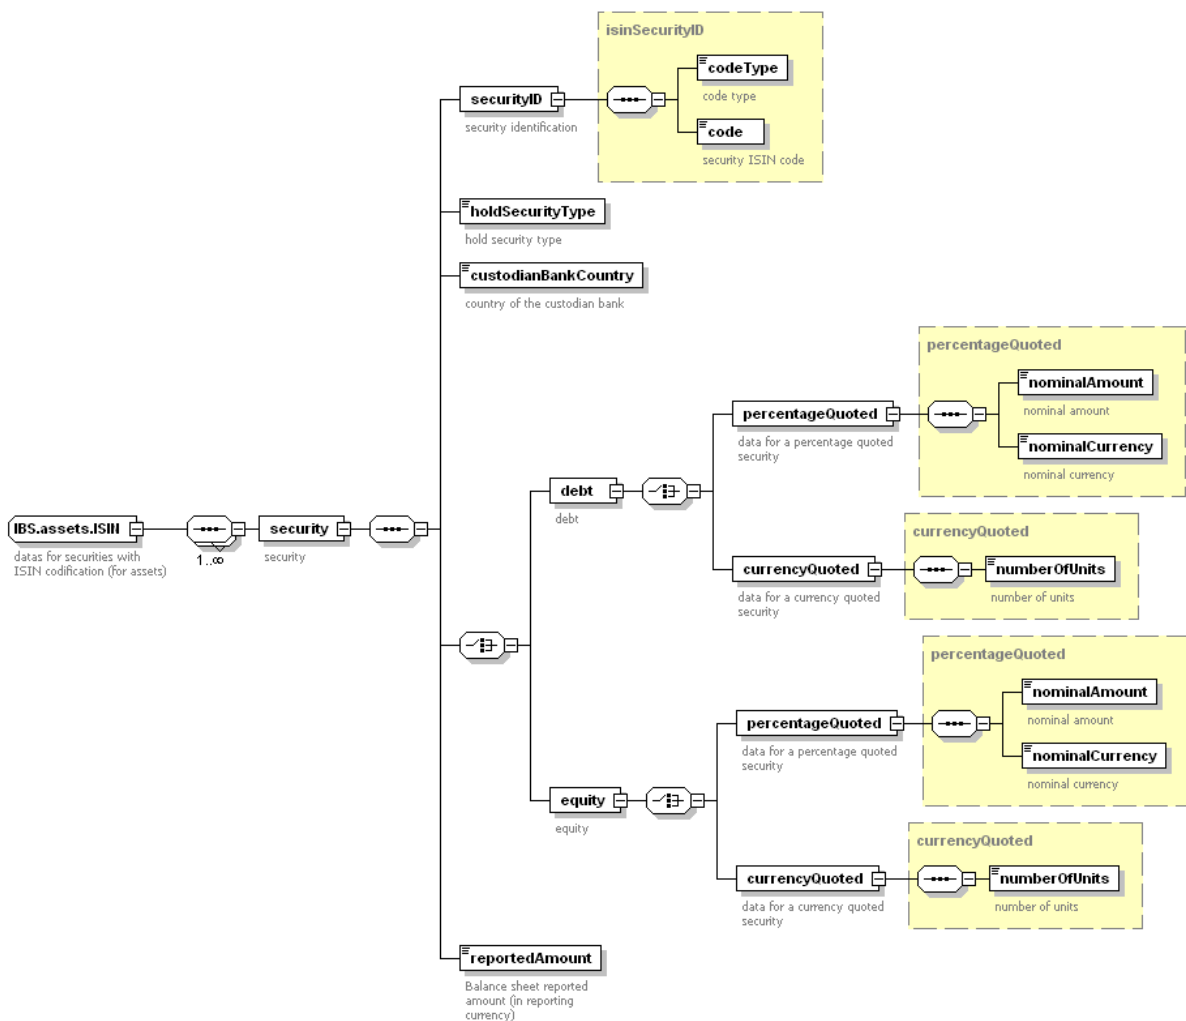 isinSecurityID
codeType
code type
code
security ISIN code
securityID
security identification
holdSecurityType
hold security type
custodianBankCountry
country of the custodian bank
IBS.assets.ISIN
datas for securities with
ISIN codification (for assets)
1..∞
security
security
debt
debt
percentageQuoted
data for a percentage quoted
security
percentageQuoted
nominalAmount
nominal amount
nominalCurrency
nominal currency
currencyQuoted
data for a currency quoted
security
currencyQuoted
numberOfUnits
number of units
equity
equity
percentageQuoted
data for a percentage quoted
security
percentageQuoted
nominalAmount
nominal amount
nominalCurrency
nominal currency
currencyQuoted
data for a currency quoted
security
currencyQuoted
numberOfUnits
number of units
reportedAmount
Balance sheet reported
amount (in reporting
currency)